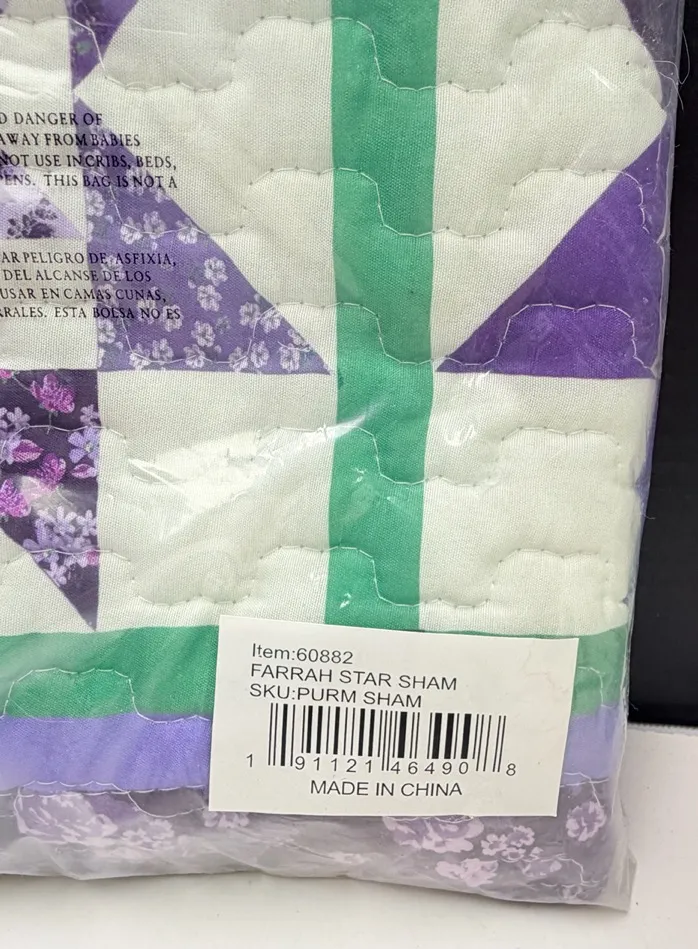 D DANGER OF
AWAY FROM BABIES
NOT USE IN CRIBS, BEDS,
PENS. THIS BAG IS NOT A
AR PELIGRO DE ASFIXIA,
DEL ALCANSE DE LOS
USAR EN CAMAS CUNAS,
RRALES. ESTA BOLSA NO ES
Item:60882
FARRAH STAR SHAM
SKU:PURM SHAM
1 91121 46490 8
MADE IN CHINA